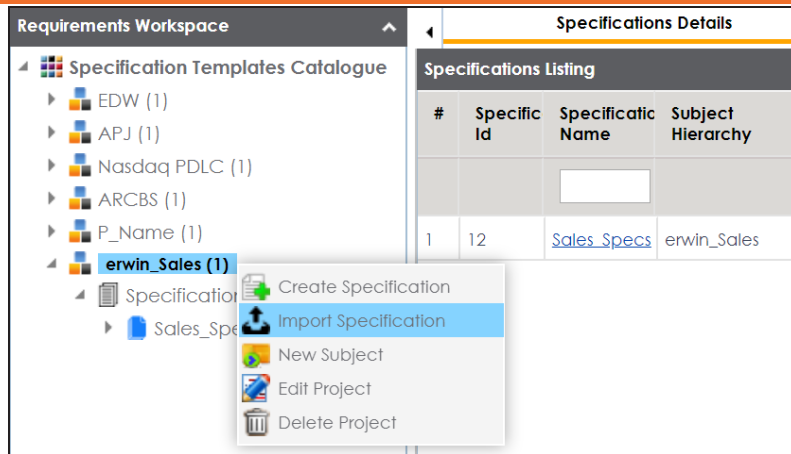 Requirements Workspace
Specifications Details
Specification Templates Catalogue
Specifications Listing
EDW (1)
APJ (1)
Nasdaq PDLC (1)
ARCBS (1)
P_Name (1)
erwin_Sales (1)
Specification
Sales_Spe
Create Specification
Import Specification
New Subject
Edit Project
Delete Project
# Specific Id Specificatio Name Subject Hierarchy
1 12 Sales_Specs erwin_Sales